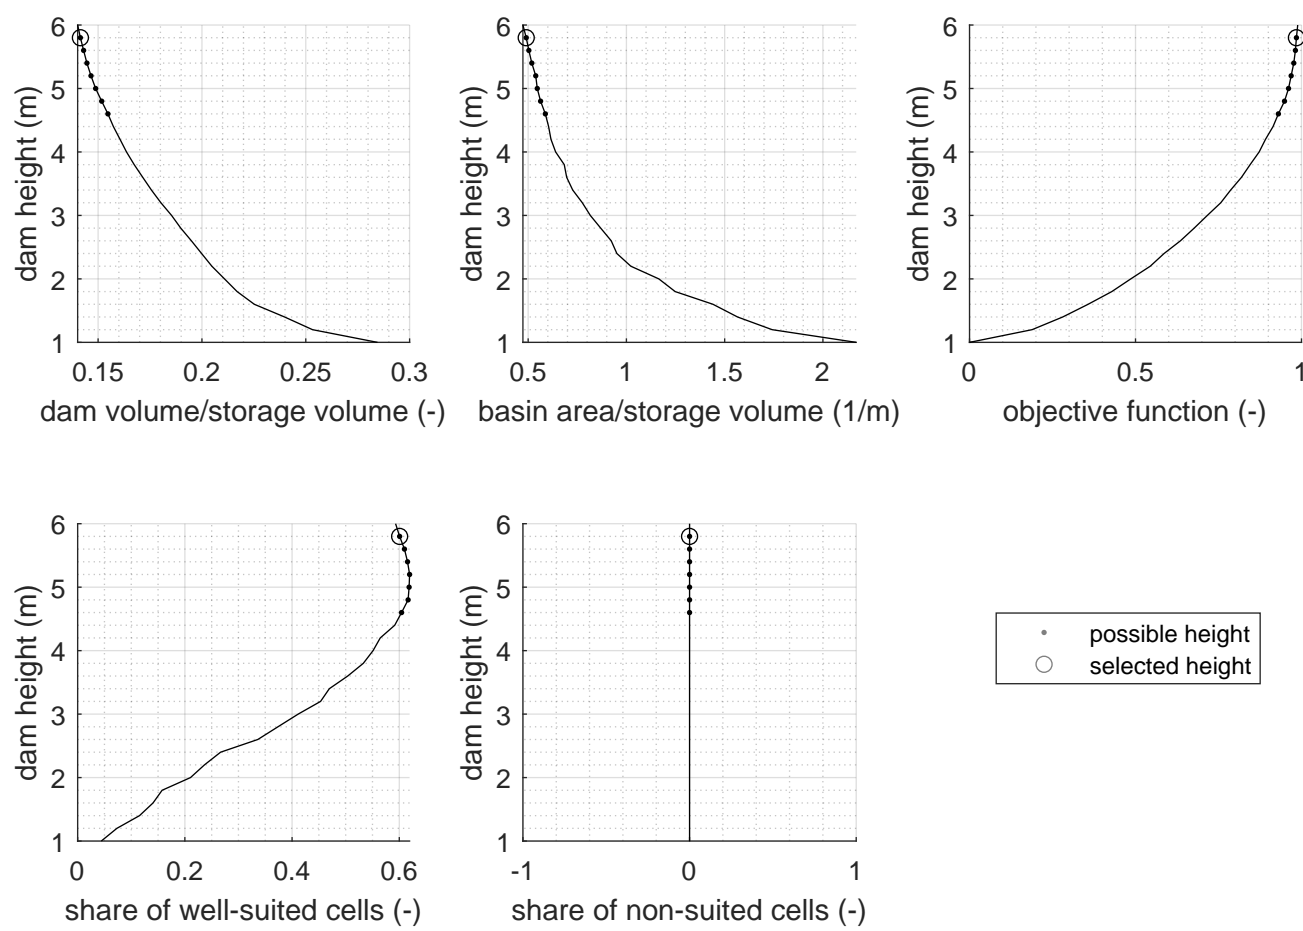 6
5
4
3
2
1
dam height (m)
0.15 0.2 0.25 0.3
dam volume/storage volume (-)
6
5
4
3
2
1
dam height (m)
0.5 1 1.5 2
basin area/storage volume (1/m)
6
5
4
3
2
1
dam height (m)
0 0.5 1
objective function (-)
6
5
4
3
2
1
dam height (m)
0 0.2 0.4 0.6
share of well-suited cells (-)
6
5
4
3
2
1
dam height (m)
-1 0 1
share of non-suited cells (-)
possible height
selected height